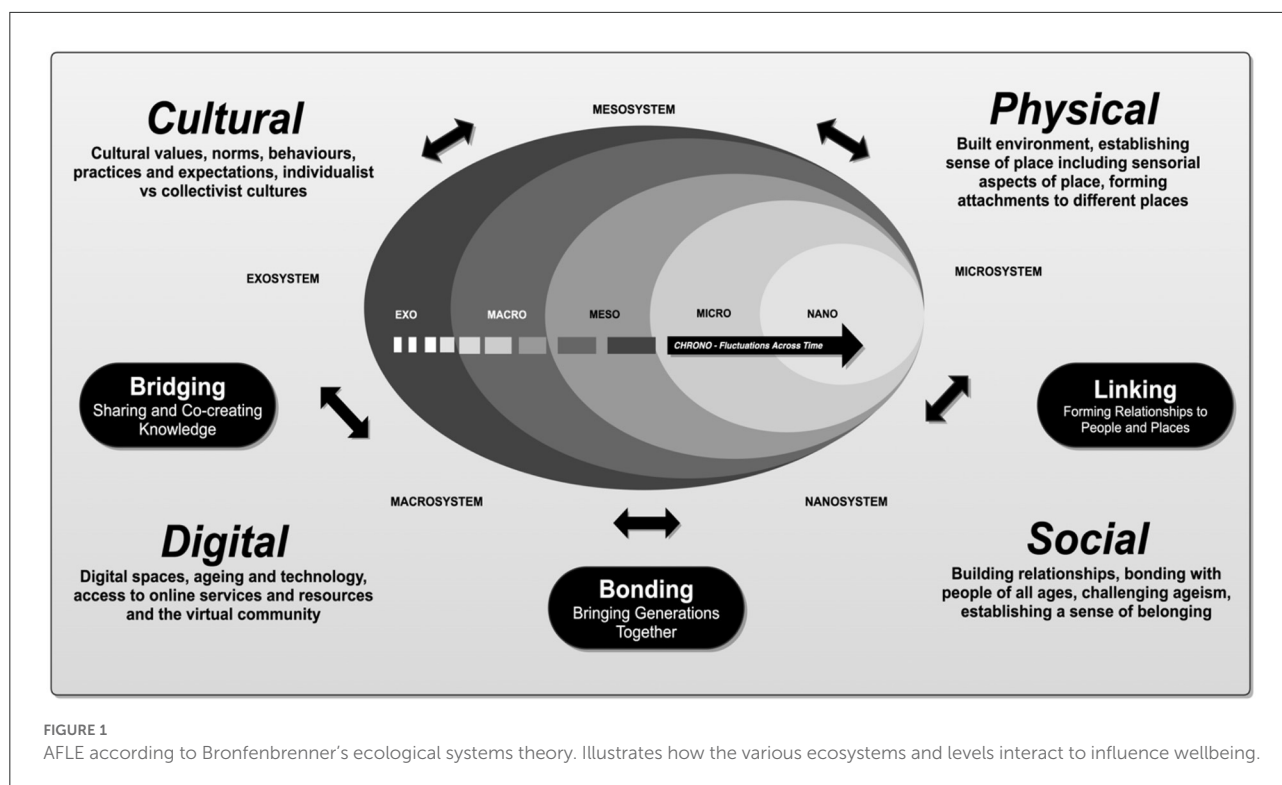 Cultural
Cultural values, norms, behaviours,
practices and expectations, individualist
vs collectivist cultures
MESOSYSTEM
Physical
Built environment, establishing
sense of place including sensorial
aspects of place, forming
attachments to different places
EXOSYSTEM
MICROSYSTEM
EXO
MACRO
MESO
MICRO
NANO
CHRONO - Fluctuations Across Time
Bridging
Sharing and Co-creating
Knowledge
Linking
Forming Relationships to
People and Places
MACROSYSTEM
NANOSYSTEM
Digital
Digital spaces, ageing and technology,
access to online services and resources
and the virtual community
Bonding
Bringing Generations
Together
Social
Building relationships, bonding with
people of all ages, challenging ageism,
establishing a sense of belonging
FIGURE 1
AFLE according to Bronfenbrenner's ecological systems theory. Illustrates how the various ecosystems and levels interact to influence wellbeing.